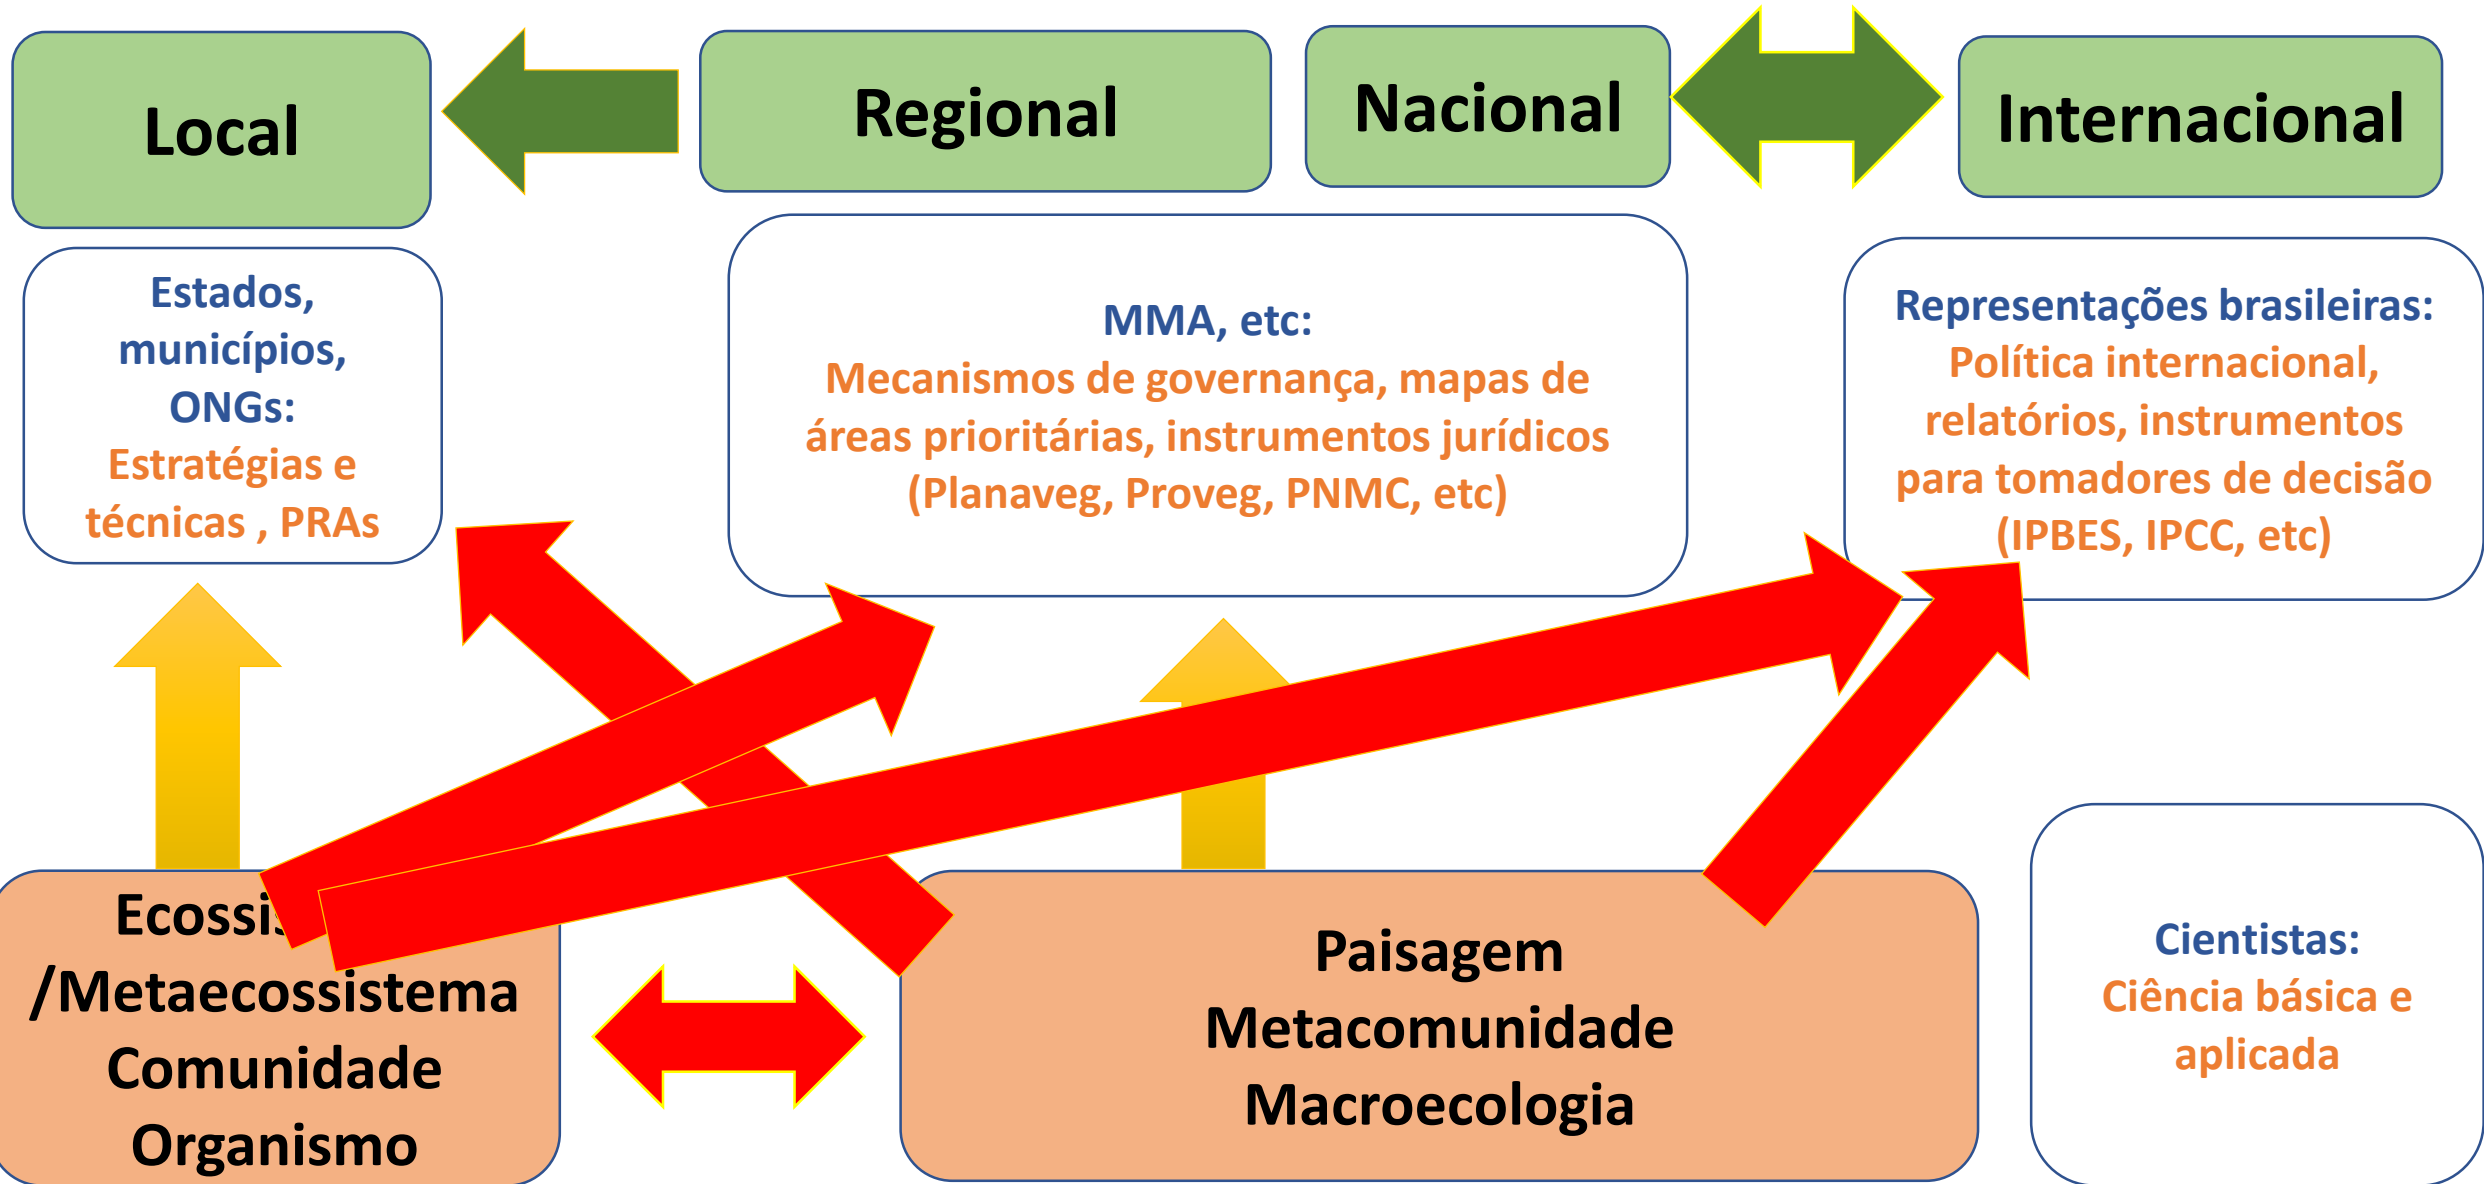 Local
Regional
Nacional
Internacional
Estados,
municípios,
ONGs:
Estratégias e
técnicas , PRAs
MMA, etc:
Mecanismos de governança, mapas de
áreas prioritárias, instrumentos jurídicos
(Planaveg, Proveg, PNMC, etc)
Representações brasileiras:
Política internacional,
relatórios, instrumentos
para tomadores de decisão
(IPBES, IPCC, etc)
/Metaecossistema
Comunidade
Organismo
Paisagem
Metacomunidade
Macroecologia
Cientistas:
Ciência básica e
aplicada